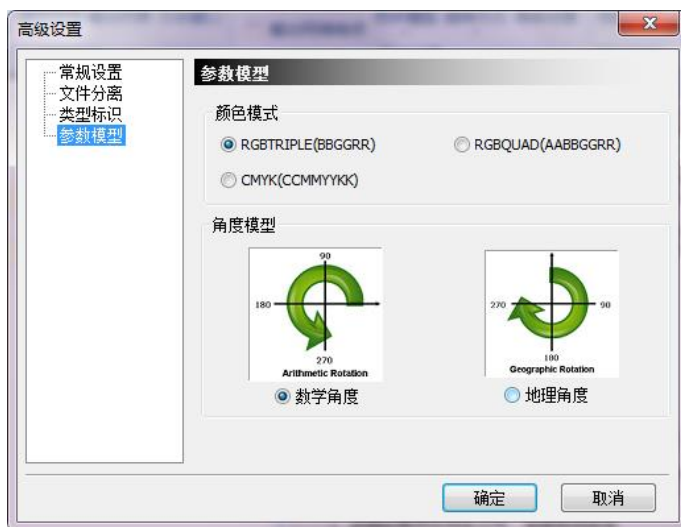 高级设置
常规设置
文件分离
类型标识
参数模型
参数模型
颜色模式
RGBTRIPLE(BBGGRR)
RGBQUAD(AABBGGRR)
CMYK(CCMMYYKK)
角度模型
90
180
270
Arithmetic Rotation
数学角度
270
90
180
Geographic Rotation
地理角度
确定
取消